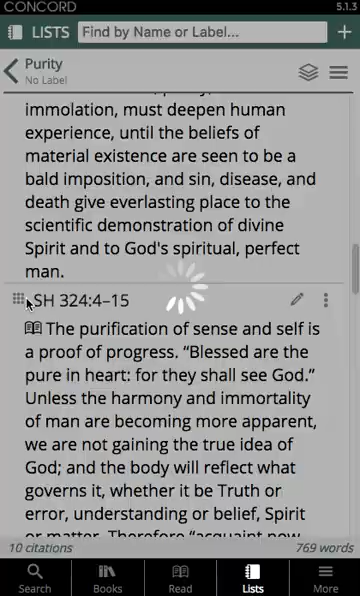 CONCORD 5.1.3
LISTS Find by Name or Label... +
Purity
No Label
immolation, must deepen human
experience, until the beliefs of
material existence are seen to be a
bald imposition, and sin, disease, and
death give everlasting place to the
scientific demonstration of divine
Spirit and to God's spiritual, perfect
man.
SH 324:4–15
The purification of sense and self is
a proof of progress. “Blessed are the
pure in heart: for they shall see God.”
Unless the harmony and immortality
of man are becoming more apparent,
we are not gaining the true idea of
God; and the body will reflect what
governs it, whether it be Truth or
error, understanding or belief, Spirit
or matter. Therefore “acquaint now
10 citations 769 words
Search Books Read Lists More